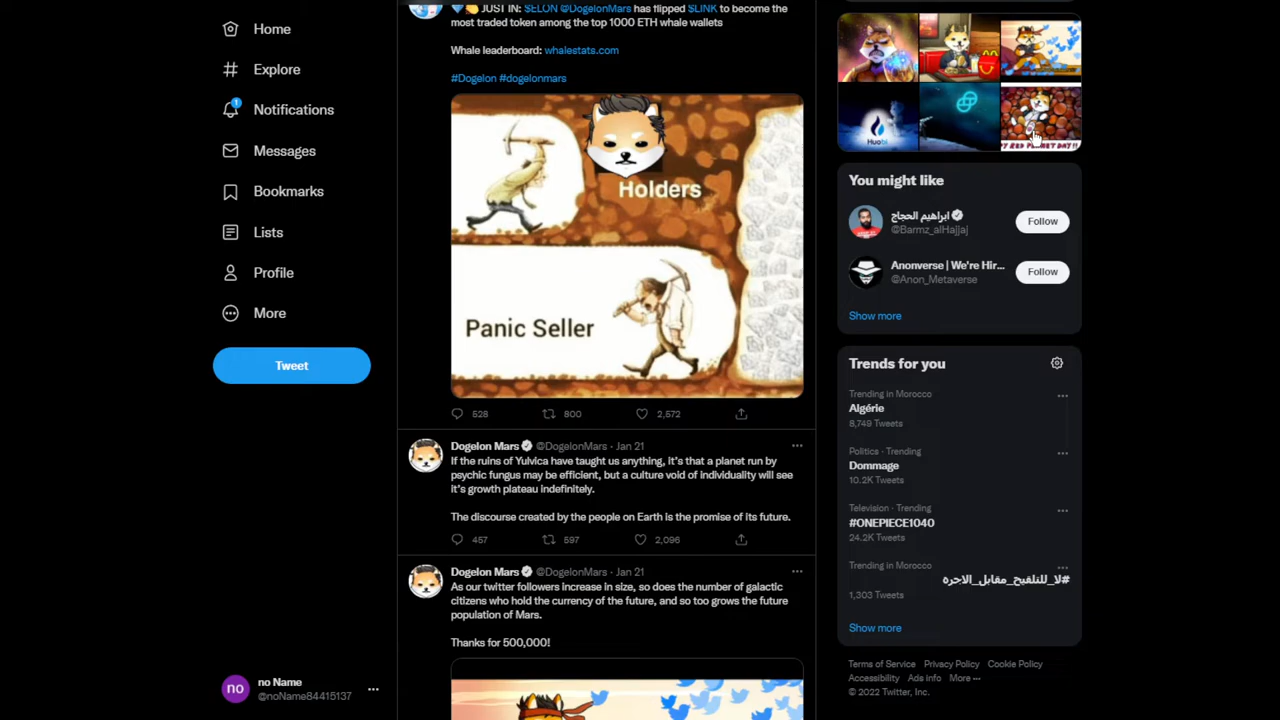 Home
Explore
1
Notifications
Messages
Bookmarks
Lists
Profile
More
Tweet
no
no Name
@noName84415137
JUST IN: $ELON @DogelonMars has flipped $LINK to become the
most traded token among the top 1000 ETH whale wallets
Whale leaderboard: whalestats.com
#Dogelon #dogelonmars
Holders
Panic Seller
528 800 2,572
Dogelon Mars @DogelonMars · Jan 21
If the ruins of Yulvica have taught us anything, it's that a planet run by
psychic fungus may be efficient, but a culture void of individuality will see
it's growth plateau indefinitely.
The discourse created by the people on Earth is the promise of its future.
457 597 2,096
Dogelon Mars @DogelonMars · Jan 21
As our twitter followers increase in size, so does the number of galactic
citizens who hold the currency of the future, and so too grows the future
population of Mars.
Thanks for 500,000!
Huobi
RED PLANET DAY!!
You might like
ابراهيم الحجاج
@Barmz_alHajjaj
Follow
Anonverse | We're Hir...
@Anon_Metaverse
Follow
Show more
Trends for you
Trending in Morocco
Algérie
8,749 Tweets
Politics · Trending
Dommage
10.2K Tweets
Television · Trending
#ONEPIECE1040
24.2K Tweets
Trending in Morocco
#لا_للتلقيح_مقابل_الاجره
1,303 Tweets
Show more
Terms of Service Privacy Policy Cookie Policy
Accessibility Ads info More ···
© 2022 Twitter, Inc.